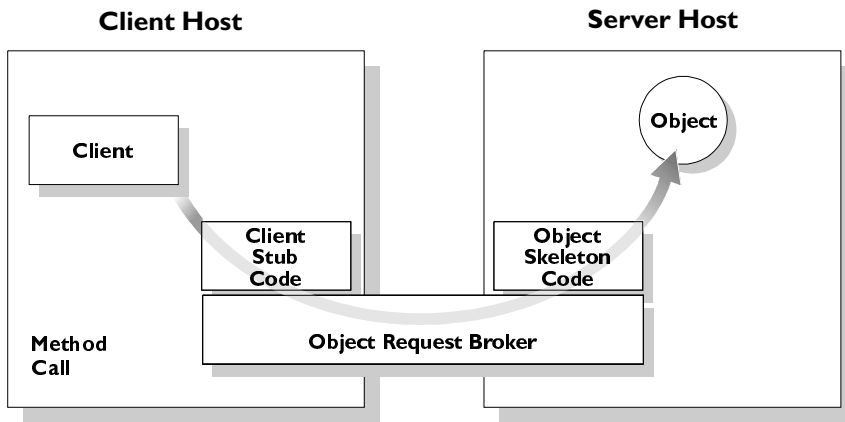 Client Host
Server Host
Client
Object
Client
Stub
Code
Object
Skeleton
Code
Object Request Broker
Method
Call